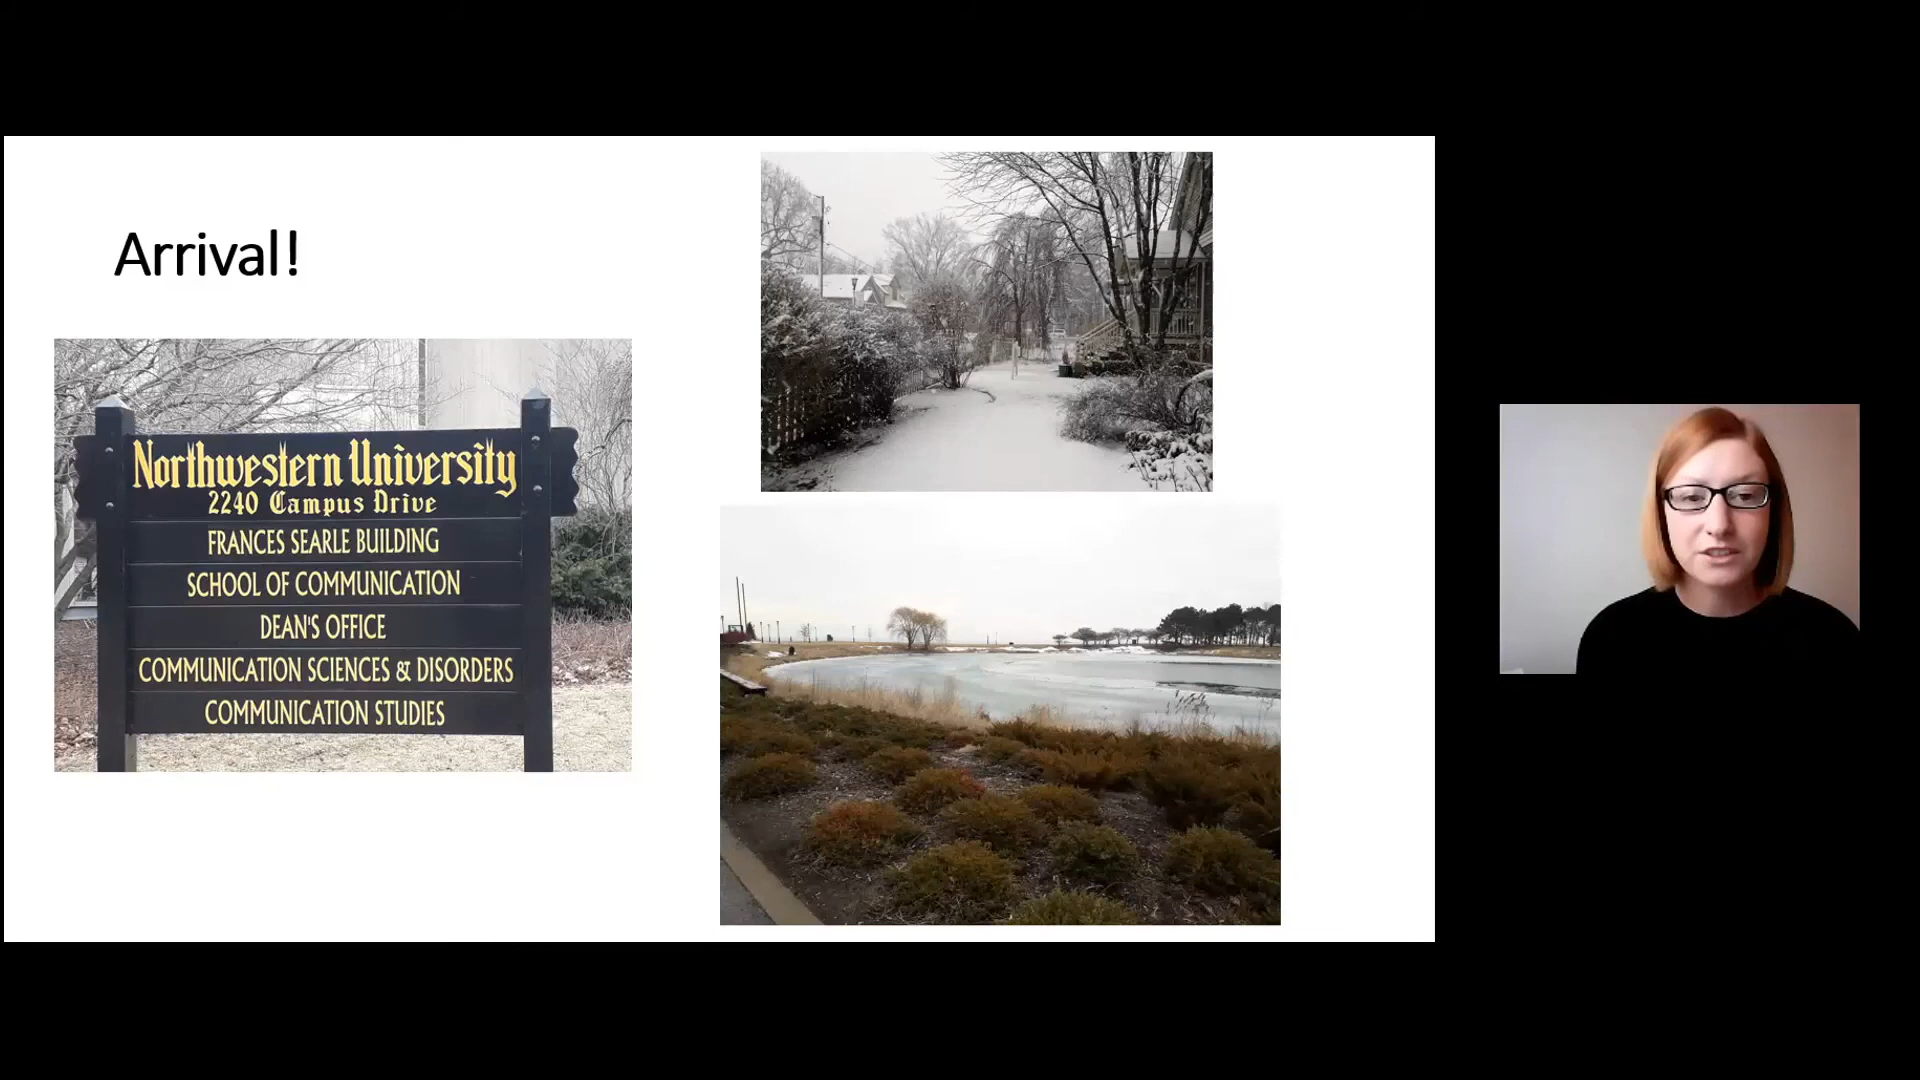 Arrival!
Northwestern University
2240 Campus Drive
FRANCES SEARLE BUILDING
SCHOOL OF COMMUNICATION
DEAN'S OFFICE
COMMUNICATION SCIENCES & DISORDERS
COMMUNICATION STUDIES